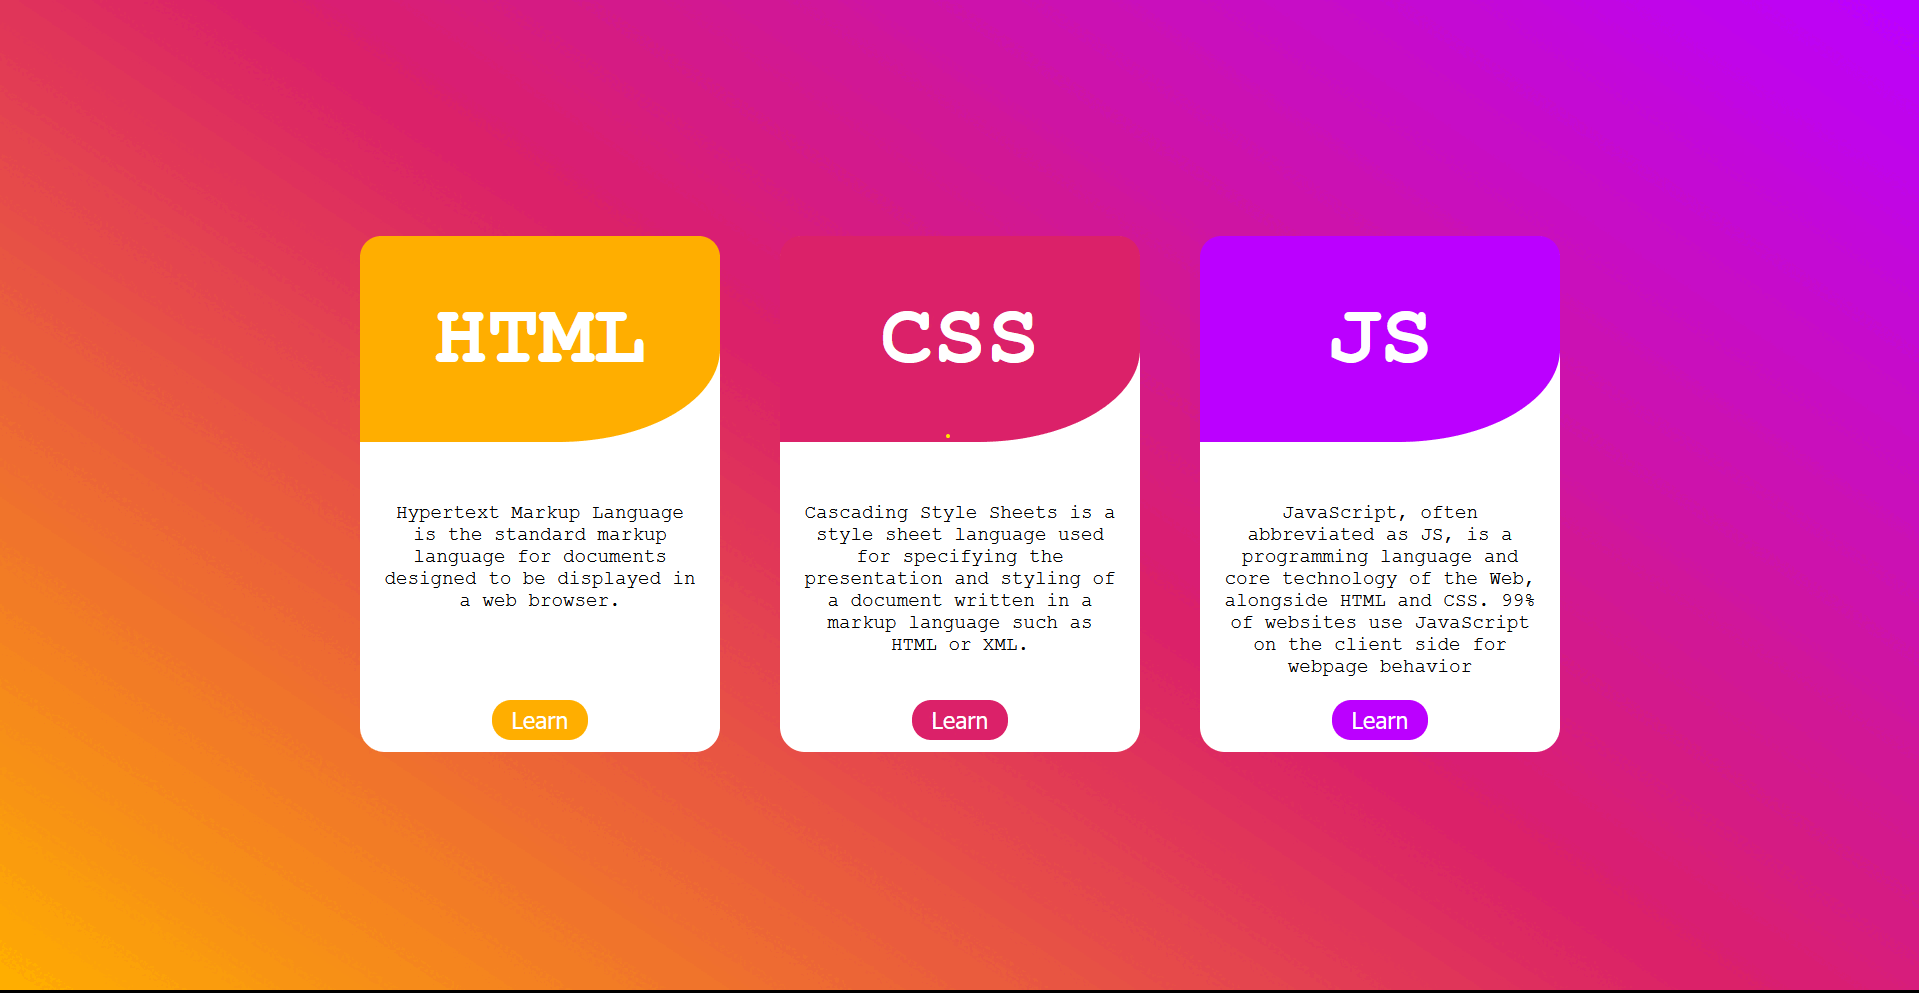 HTML
Hypertext Markup Language
is the standard markup
language for documents
designed to be displayed in
a web browser.
Learn
CSS
Cascading Style Sheets is a
style sheet language used
for specifying the
presentation and styling of
a document written in a
markup language such as
HTML or XML.
Learn
JS
JavaScript, often
abbreviated as JS, is a
programming language and
core technology of the Web,
alongside HTML and CSS. 99%
of websites use JavaScript
on the client side for
webpage behavior
Learn